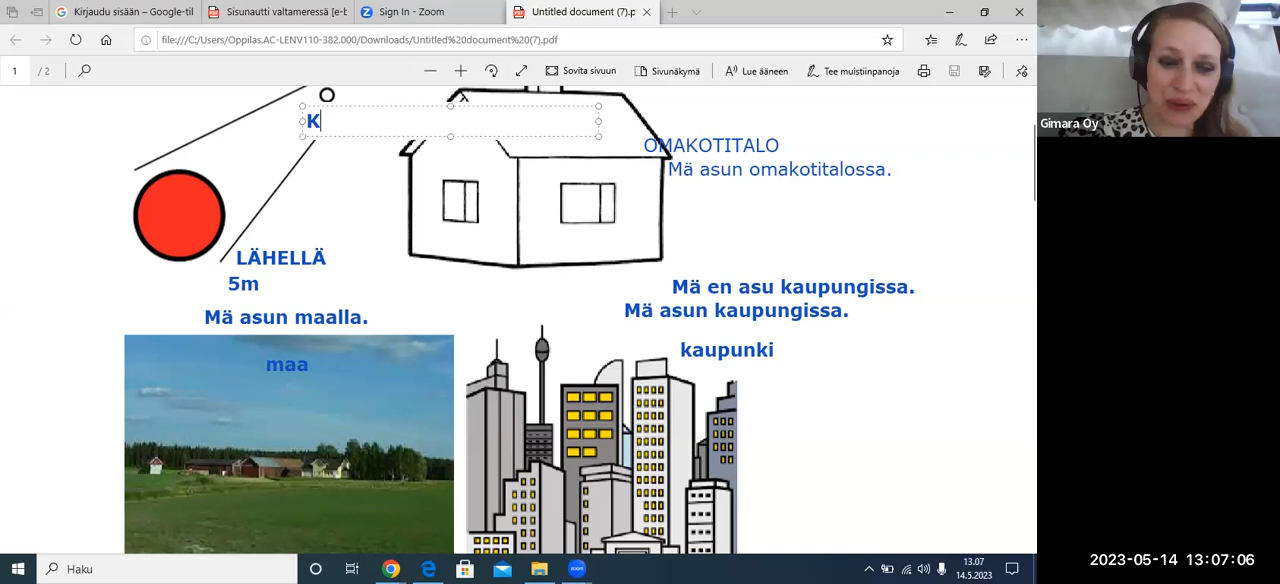 Kirjaudu sisään – Google-til
Sisunautti valtameressä [e-b
Sign In - Zoom
Untitled document (7).p
file:///C:/Users/Oppilas.AC-LENV110-382.000/Downloads/Untitled%20document%20(7).pdf
1 / 2
Sovita sivuun
Sivunäkymä
Lue ääneen
Tee muistiinpanoja
Gimara Oy
K
OMAKOTITALO
Mä asun omakotitalossa.
LÄHELLÄ
5m
Mä en asu kaupungissa.
Mä asun kaupungissa.
Mä asun maalla.
kaupunki
maa
2023-05-14 13:07:06
Haku
zoom
13.07
14.5.2023